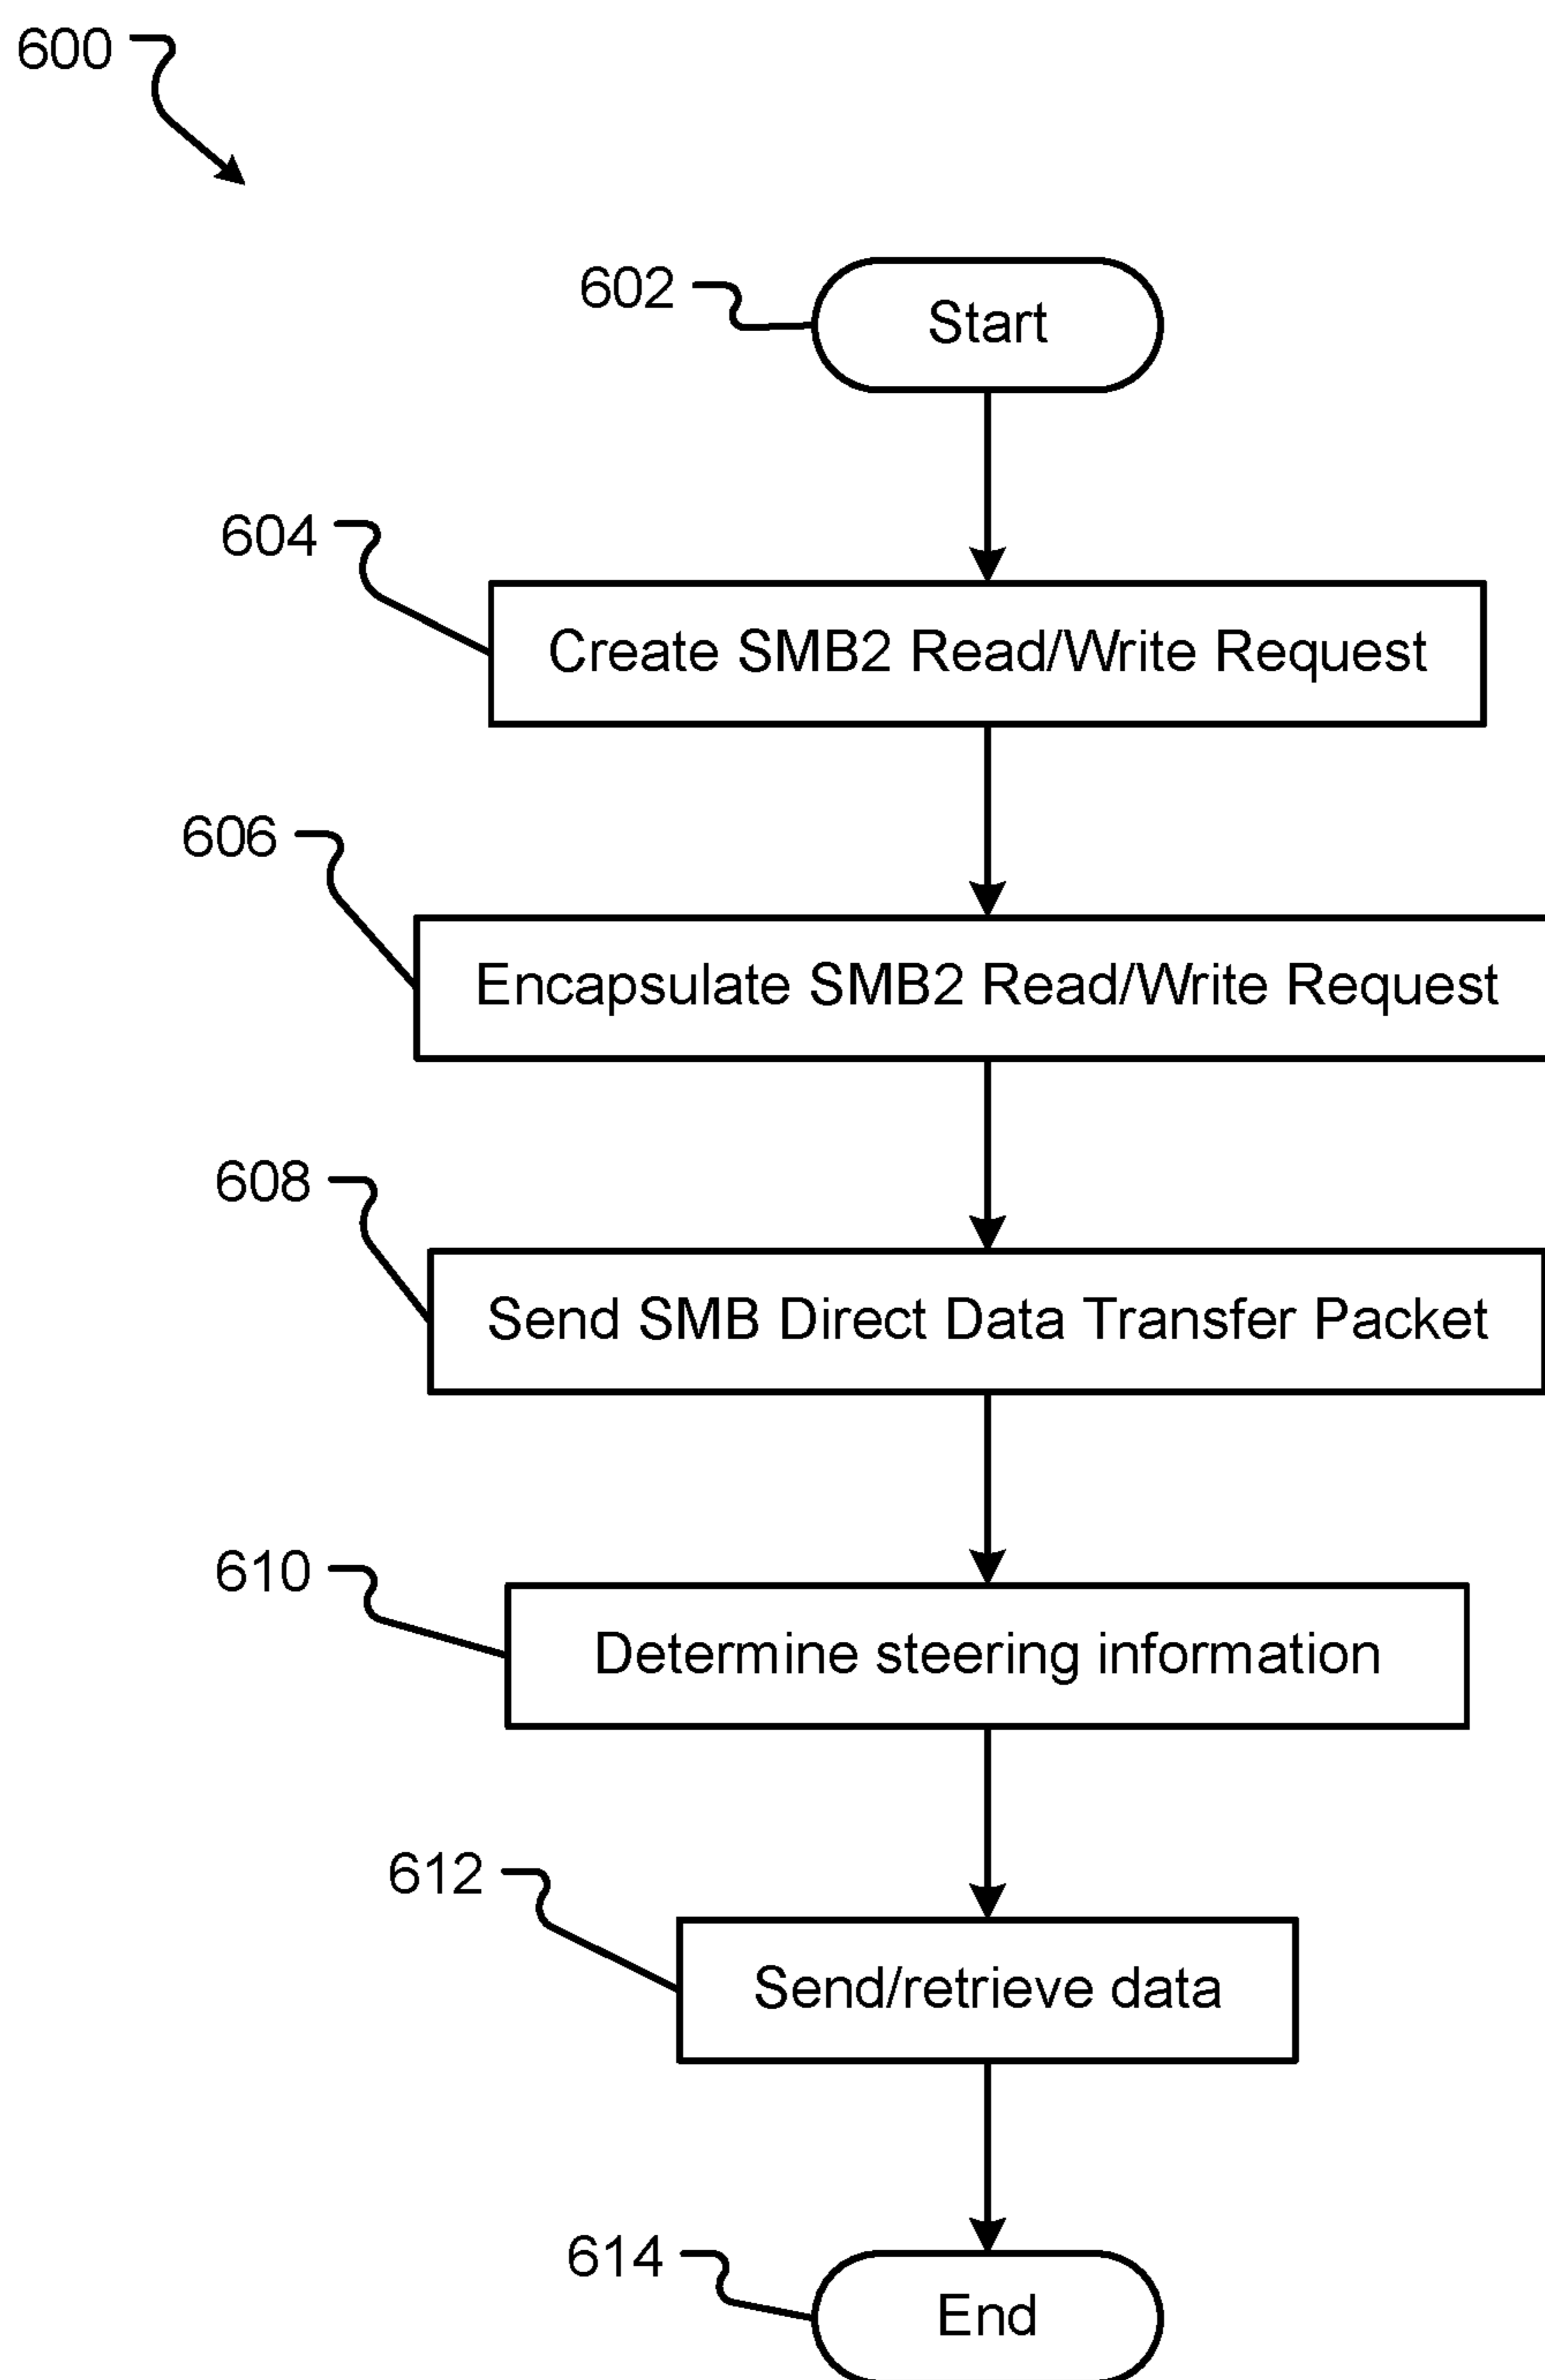 600
602
Start
604
Create SMB2 Read/Write Request
606
Encapsulate SMB2 Read/Write Request
608
Send SMB Direct Data Transfer Packet
610
Determine steering information
612
Send/retrieve data
614
End